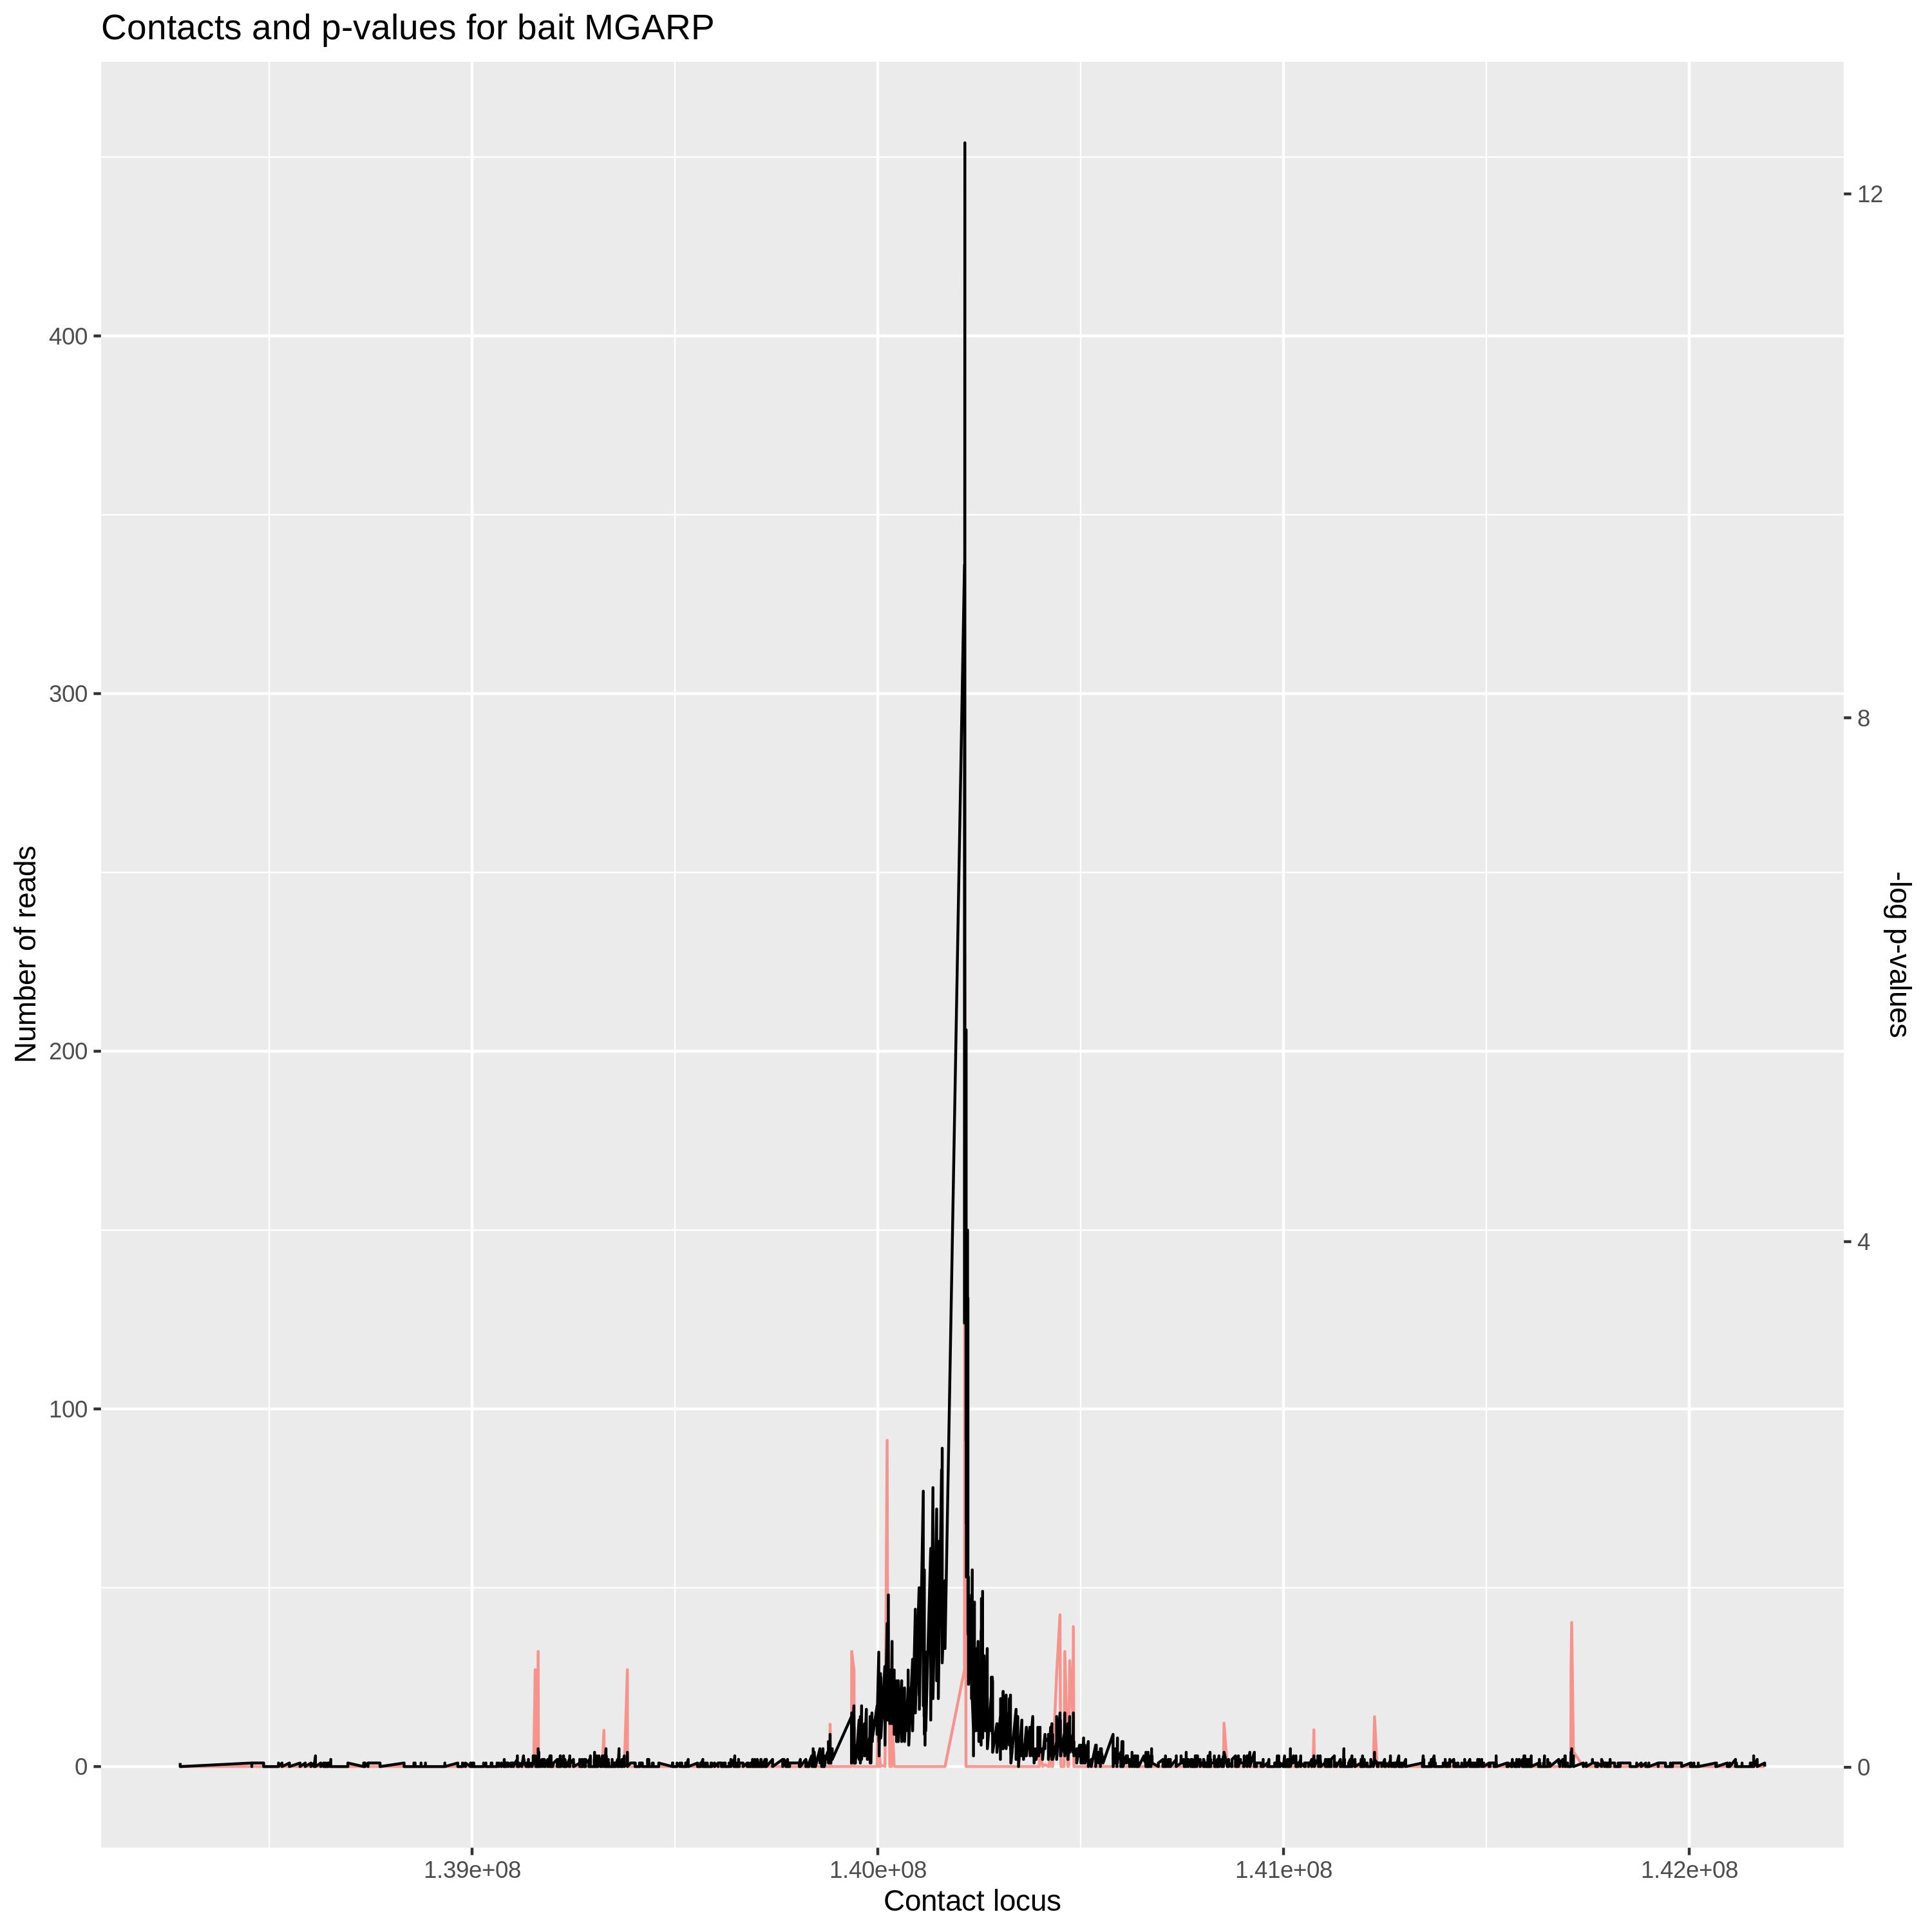 Contacts and p-values for bait MGARP
400
300
200
100
0
Number of reads
12
8
4
0
-log p-values
1.39e+08
1.40e+08
1.41e+08
1.42e+08
Contact locus